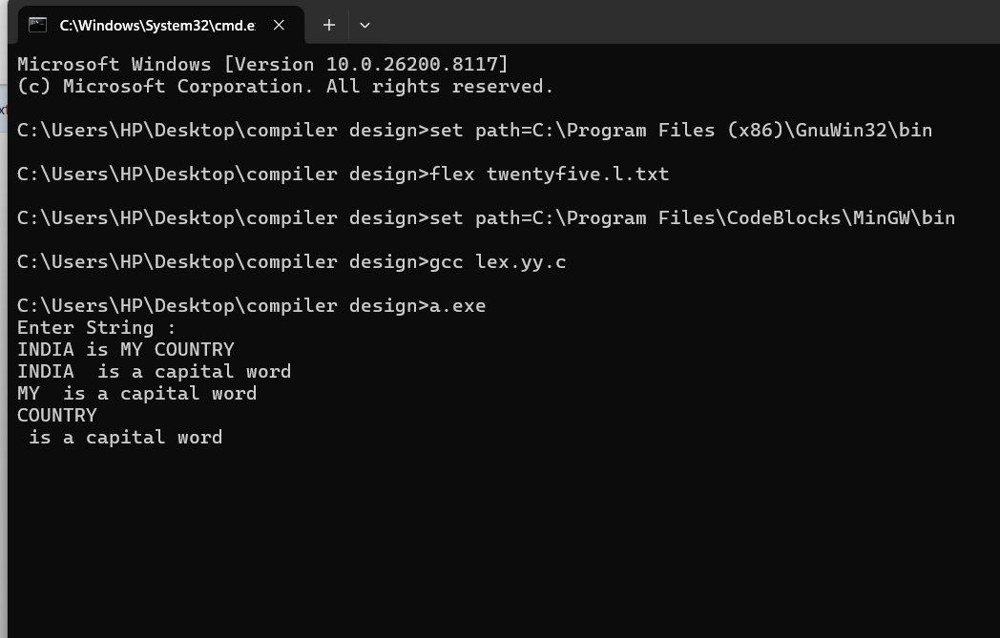 C:\Windows\System32\cmd.e
Microsoft Windows [Version 10.0.26200.8117]
(c) Microsoft Corporation. All rights reserved.
C:\Users\HP\Desktop\compiler design>set path=C:\Program Files (x86)\GnuWin32\bin
C:\Users\HP\Desktop\compiler design>flex twentyfive.l.txt
C:\Users\HP\Desktop\compiler design>set path=C:\Program Files\CodeBlocks\MinGW\bin
C:\Users\HP\Desktop\compiler design>gcc lex.yy.c
C:\Users\HP\Desktop\compiler design>a.exe
Enter String :
INDIA is MY COUNTRY
INDIA  is a capital word
MY  is a capital word
COUNTRY
 is a capital word